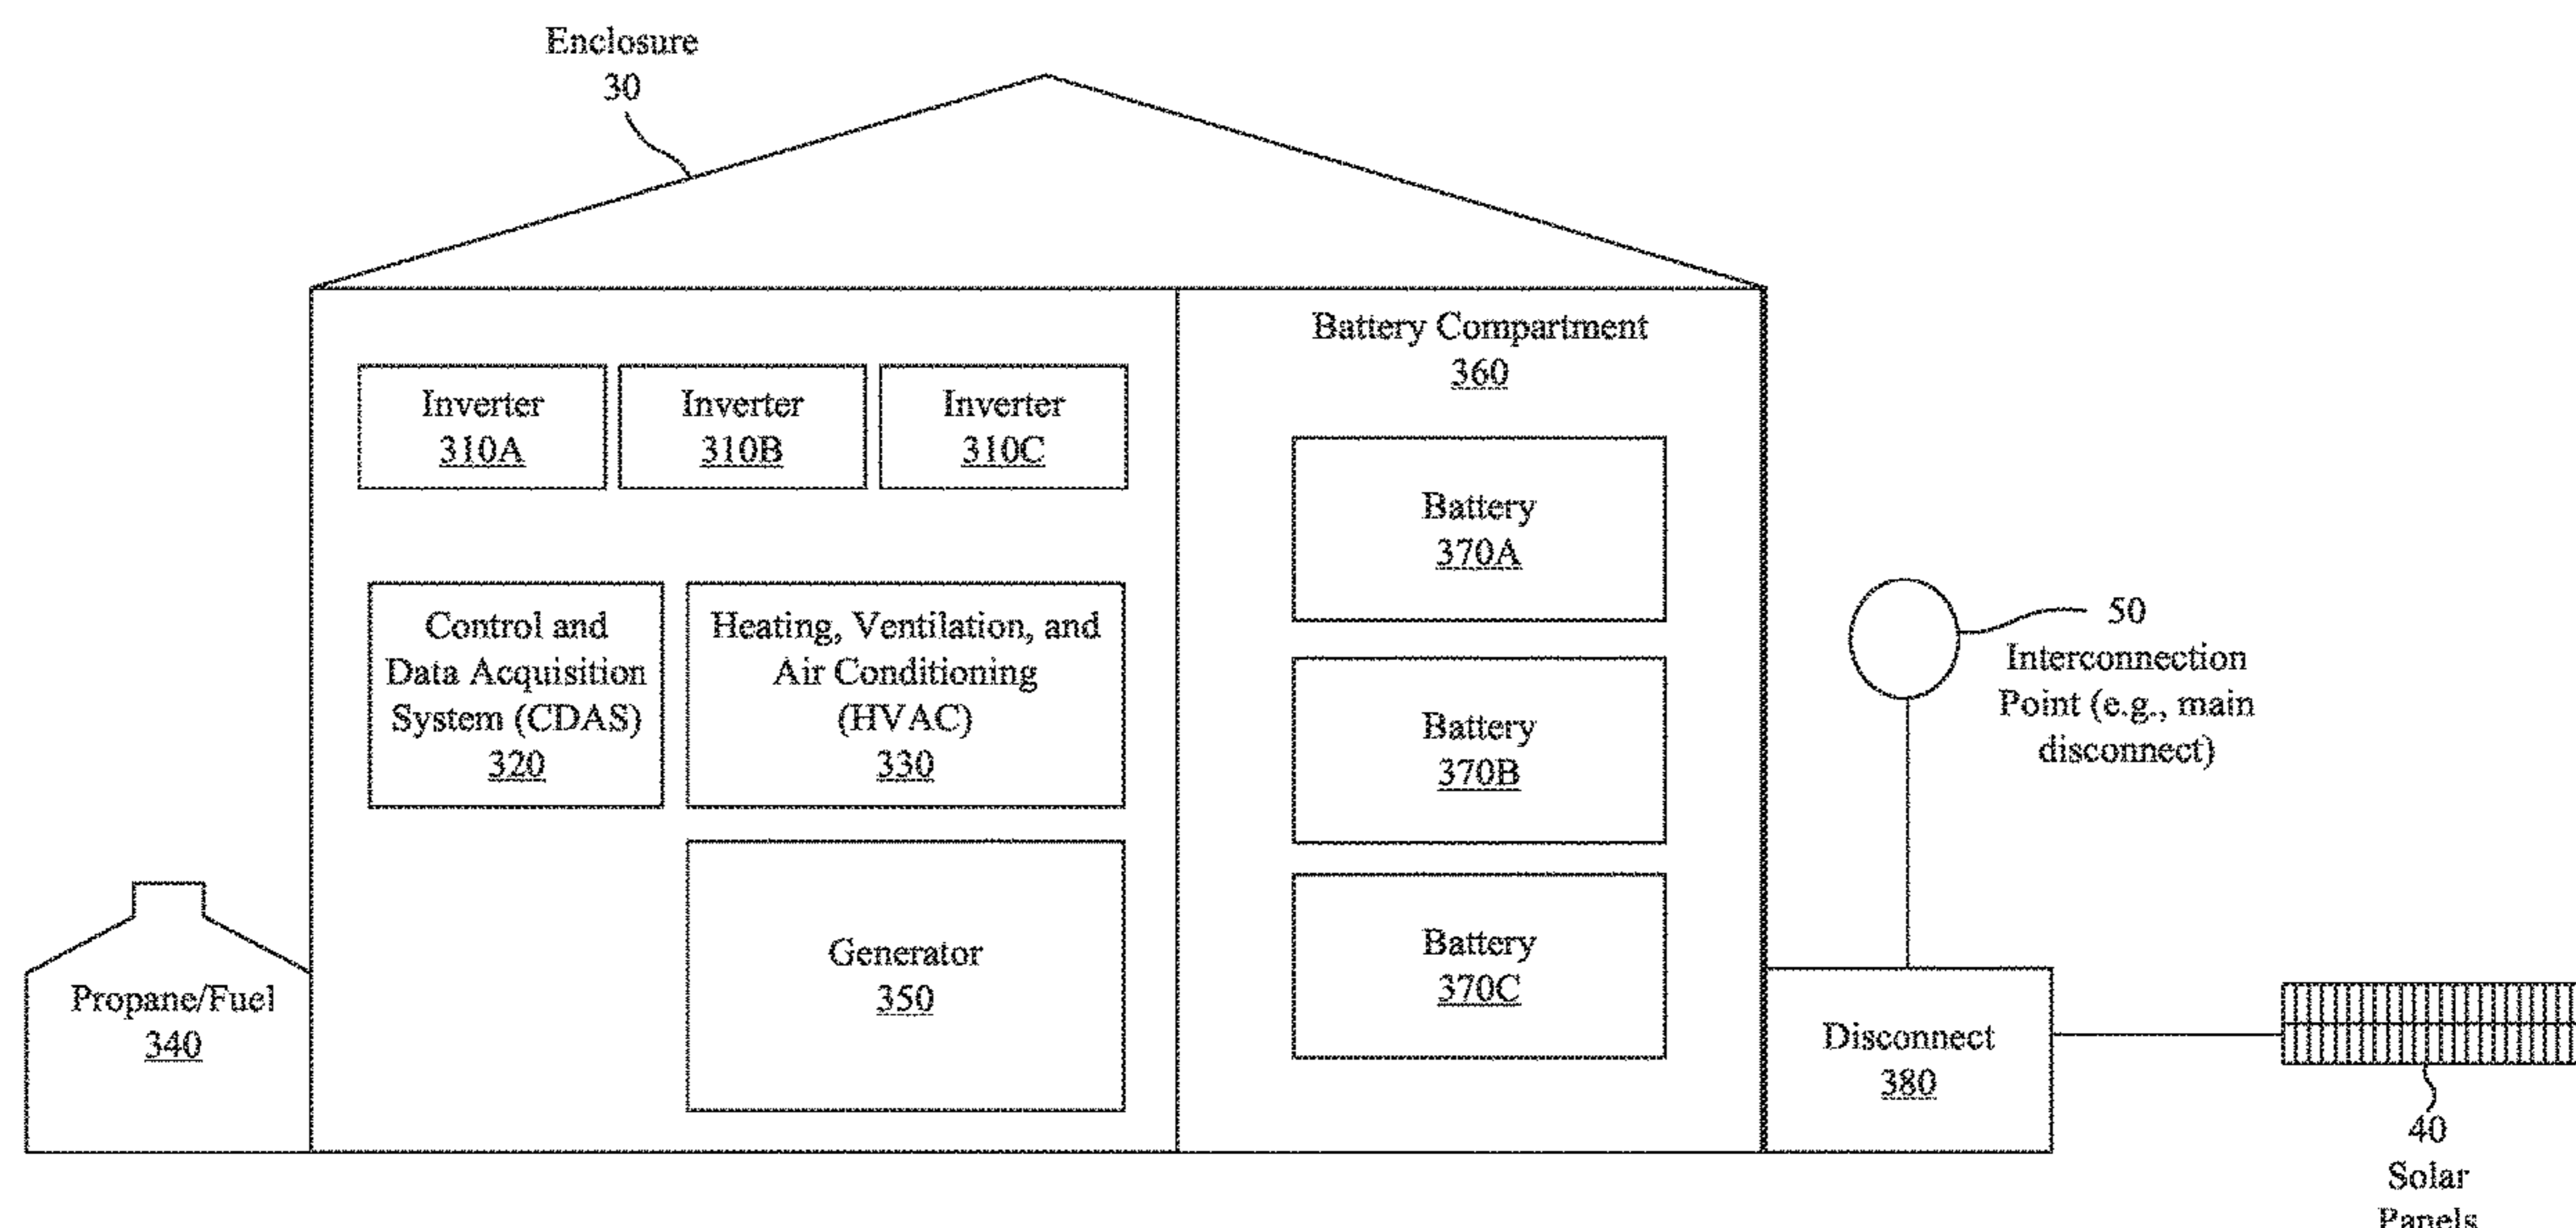 Enclosure
30
Battery Compartment
360
Inverter
310A
Inverter
310B
Inverter
310C
Battery
370A
Control and
Data Acquisition
System (CDAS)
320
Heating, Ventilation, and
Air Conditioning
(HVAC)
330
50
Interconnection
Point (e.g., main
disconnect)
Battery
370B
Generator
350
Battery
370C
Propane/Fuel
340
Disconnect
380
40
Solar
Panels